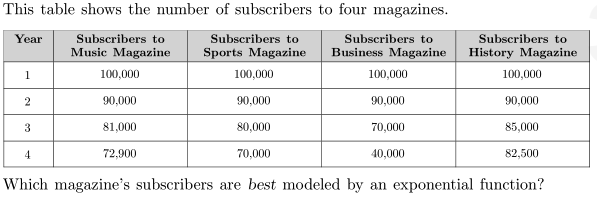 This table shows the number of subscribers to four magazines.
Year Subscribers to Music Magazine Subscribers to Sports Magazine Subscribers to Business Magazine Subscribers to History Magazine
1 100,000 100,000 100,000 100,000
2 90,000 90,000 90,000 90,000
3 81,000 80,000 70,000 85,000
4 72,900 70,000 40,000 82,500
Which magazine's subscribers are best modeled by an exponential function?